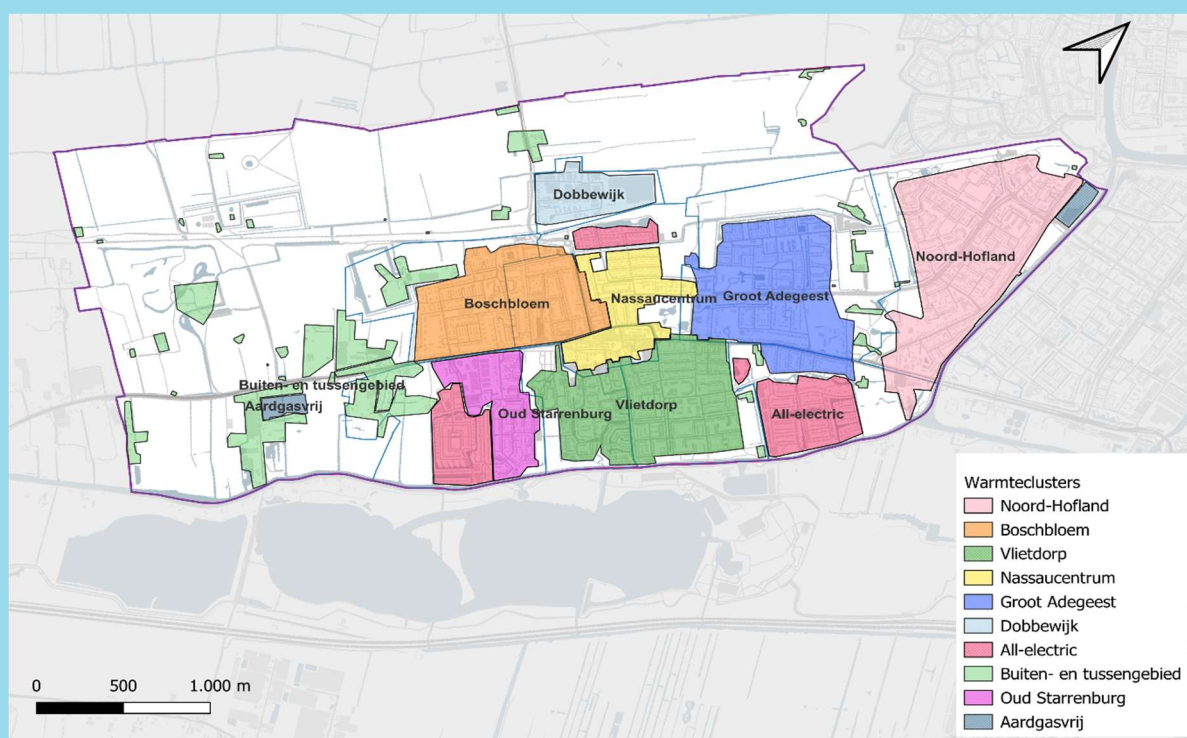 Dobbewijk
Noord-Hofland
Boschbloem
Nassaucentrum
Groot Adegeest
Buiten- en tussengebied
Aardgasvrij
Oud Starrenburg
Vlietdorp
All-electric
Warmteclusters
Noord-Hofland
Boschbloem
Vlietdorp
Nassaucentrum
Groot Adegeest
Dobbewijk
All-electric
Buiten- en tussengebied
Oud Starrenburg
Aardgasvrij
0 500 1.000 m